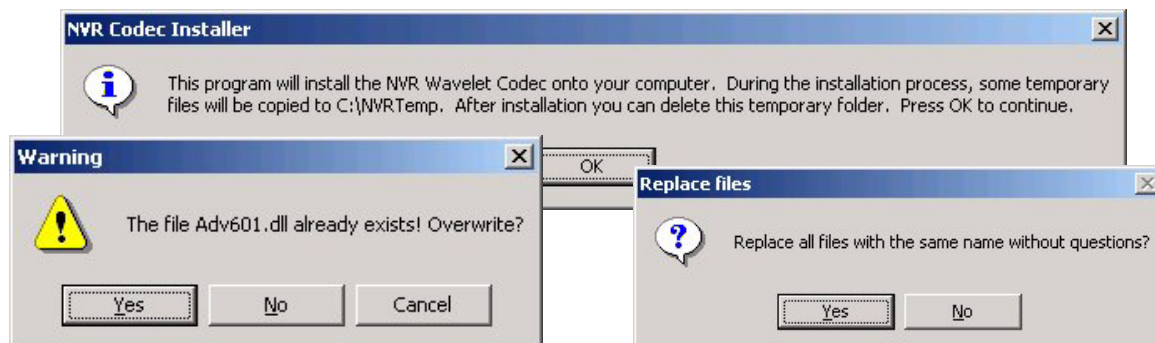 NVR Codec Installer
This program will install the NVR Wavelet Codec onto your computer. During the installation process, some temporary
files will be copied to C:\NVRTemp. After installation you can delete this temporary folder. Press OK to continue.
OK
Warning
The file Adv601.dll already exists! Overwrite?
Yes
No
Cancel
Replace files
Replace all files with the same name without questions?
Yes
No